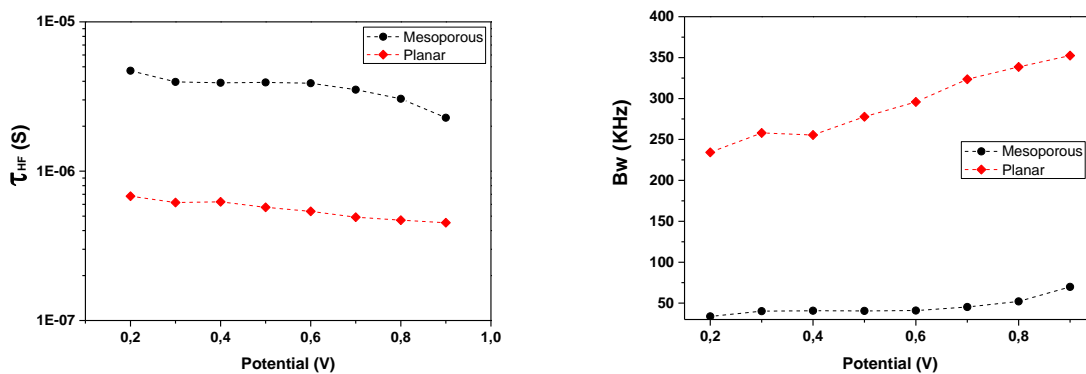 1E-05
1E-06
1E-07
τHF (S)
Mesoporous
Planar
0,2
0,4
0,6
0,8
1,0
Potential (V)
400
350
300
250
200
150
100
50
Bw (KHz)
Mesoporous
Planar
0,2
0,4
0,6
0,8
Potential (V)